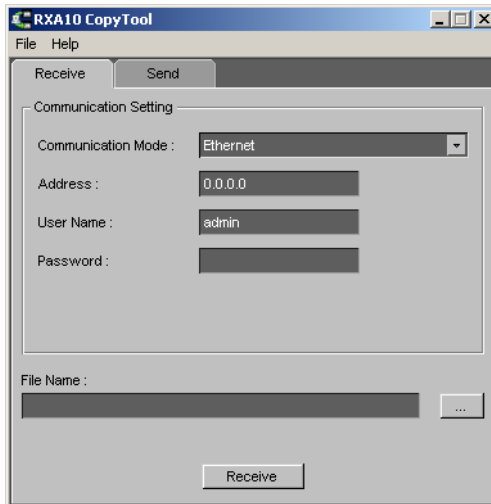 RXA10 CopyTool
File Help
Receive Send
Communication Setting
Communication Mode : Ethernet
Address : 0.0.0.0
User Name : admin
Password :
File Name :
...
Receive